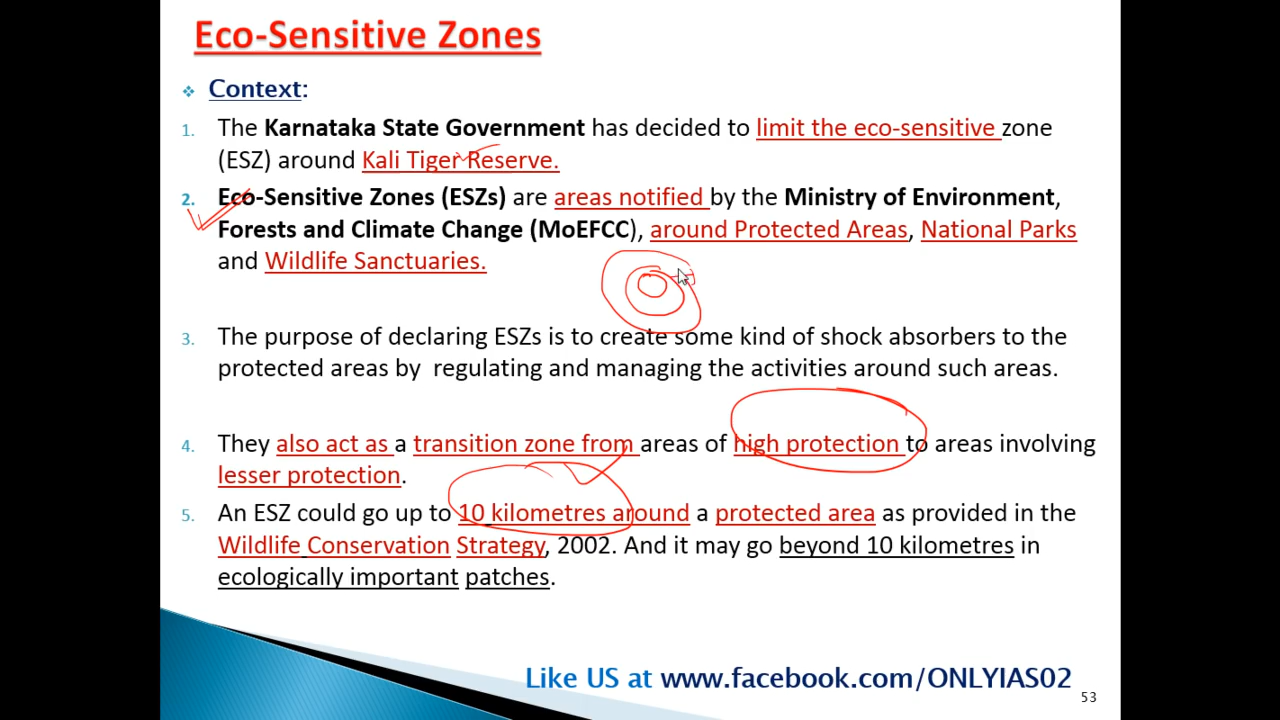 Eco-Sensitive Zones
❖ Context:
1. The Karnataka State Government has decided to limit the eco-sensitive zone
(ESZ) around Kali Tiger Reserve.
2. Eco-Sensitive Zones (ESZs) are areas notified by the Ministry of Environment,
Forests and Climate Change (MoEFCC), around Protected Areas, National Parks
and Wildlife Sanctuaries.
3. The purpose of declaring ESZs is to create some kind of shock absorbers to the
protected areas by regulating and managing the activities around such areas.
4. They also act as a transition zone from areas of high protection to areas involving
lesser protection.
5. An ESZ could go up to 10 kilometres around a protected area as provided in the
Wildlife Conservation Strategy, 2002. And it may go beyond 10 kilometres in
ecologically important patches.
Like US at www.facebook.com/ONLYIAS02
53